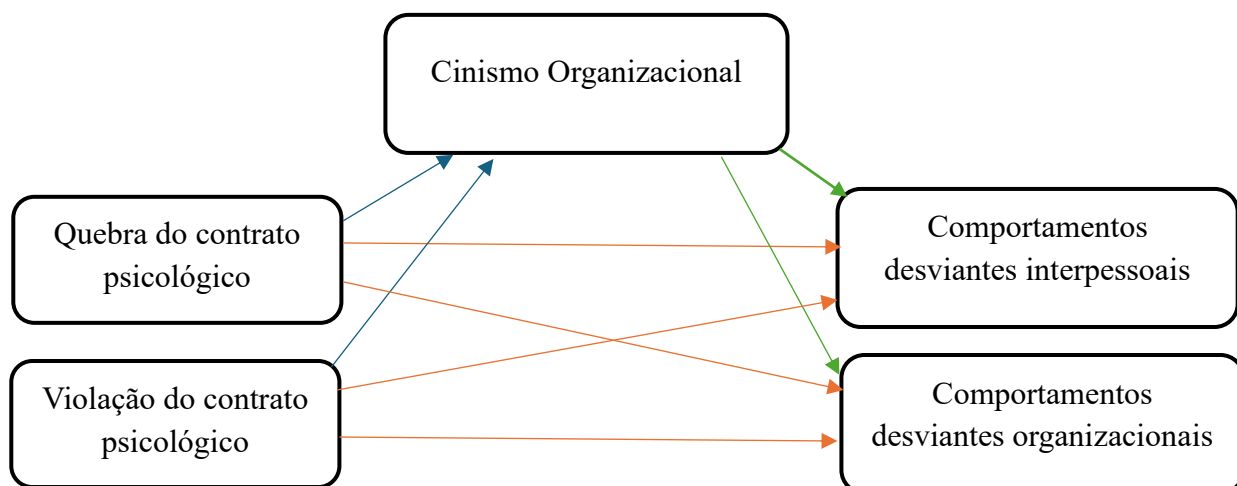 Cinismo Organizacional
Quebra do contrato
psicológico
Comportamentos
desviantes interpessoais
Violação do contrato
psicológico
Comportamentos
desviantes organizacionais